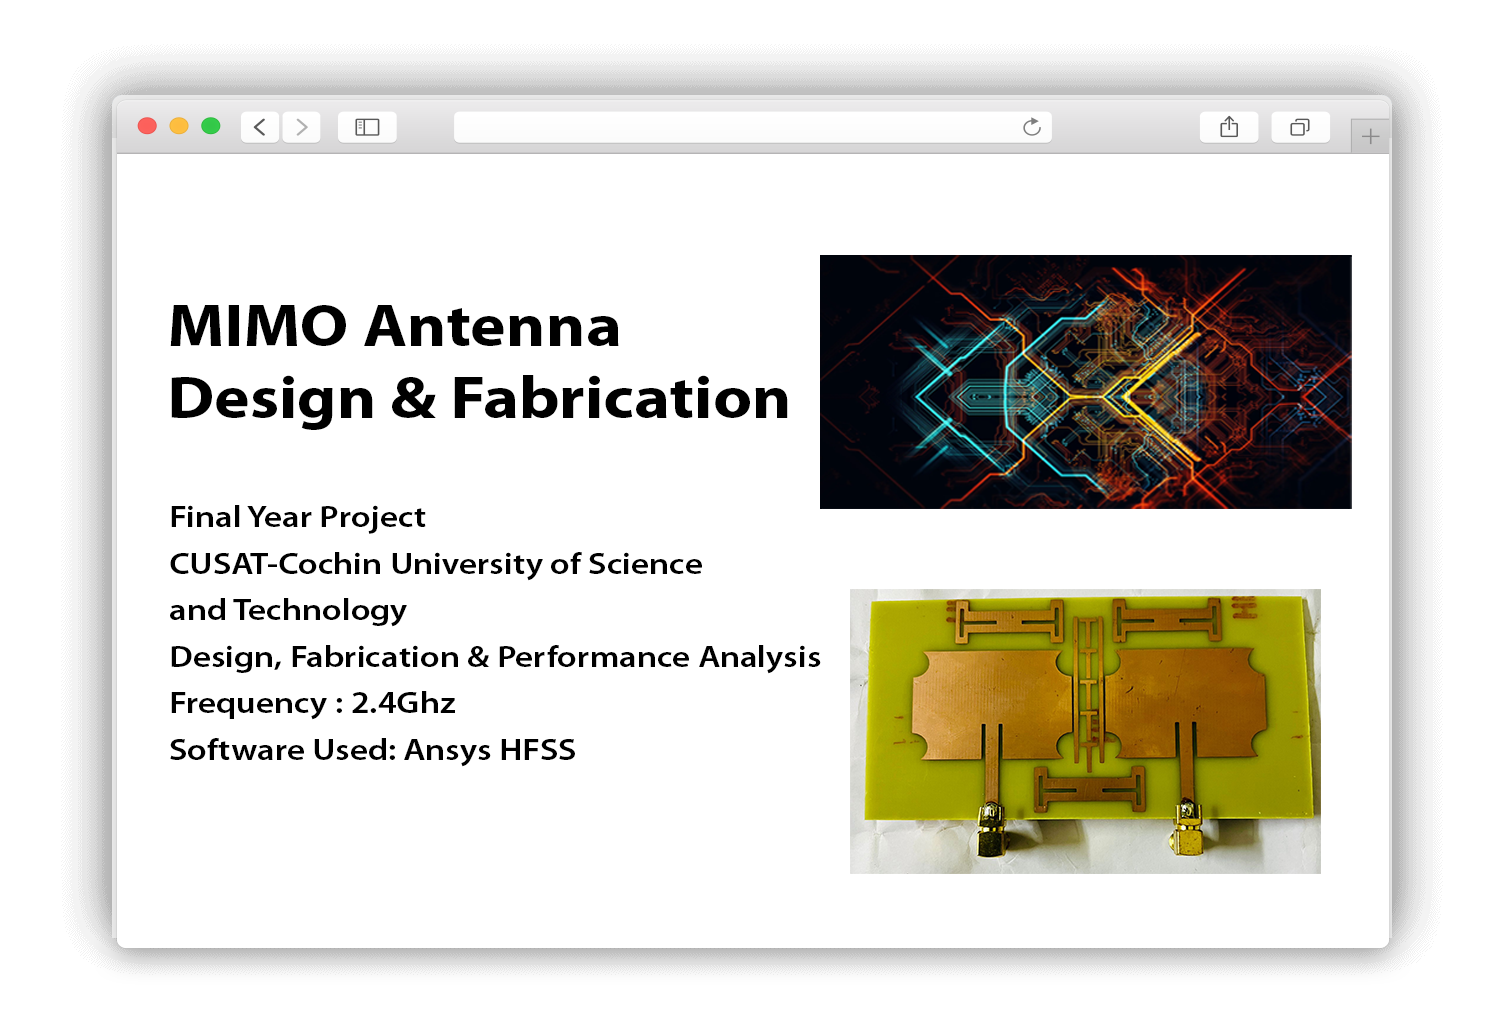 MIMO Antenna
Design & Fabrication
Final Year Project
CUSAT-Cochin University of Science
and Technology
Design, Fabrication & Performance Analysis
Frequency : 2.4Ghz
Software Used: Ansys HFSS